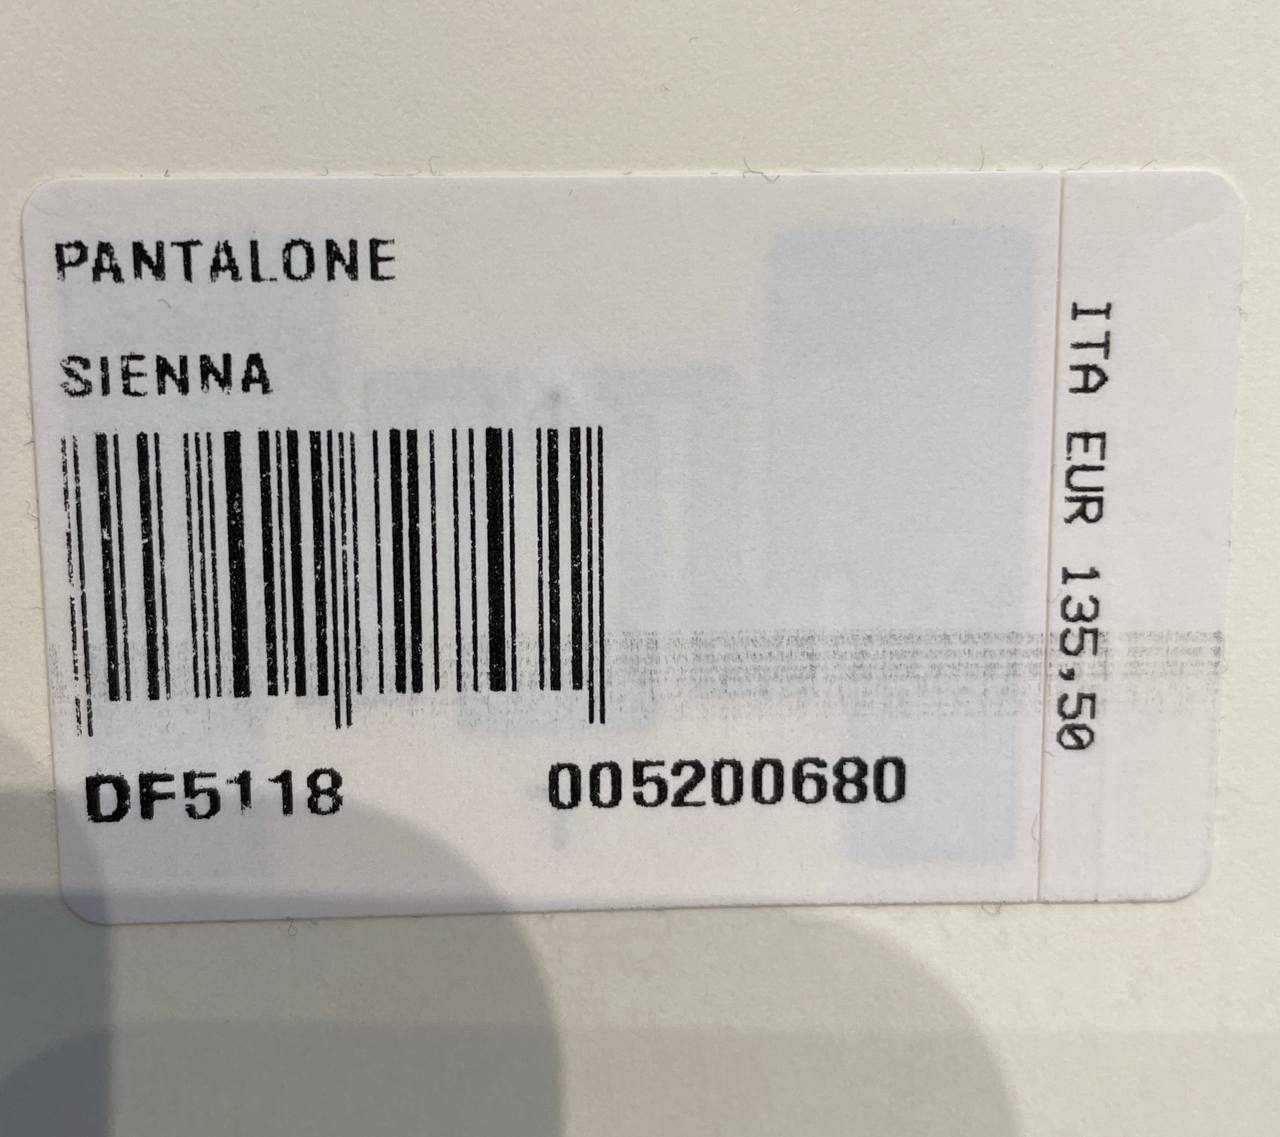 PANTALONE
SIENNA
DF5118 005200680
ITA EUR 135,50